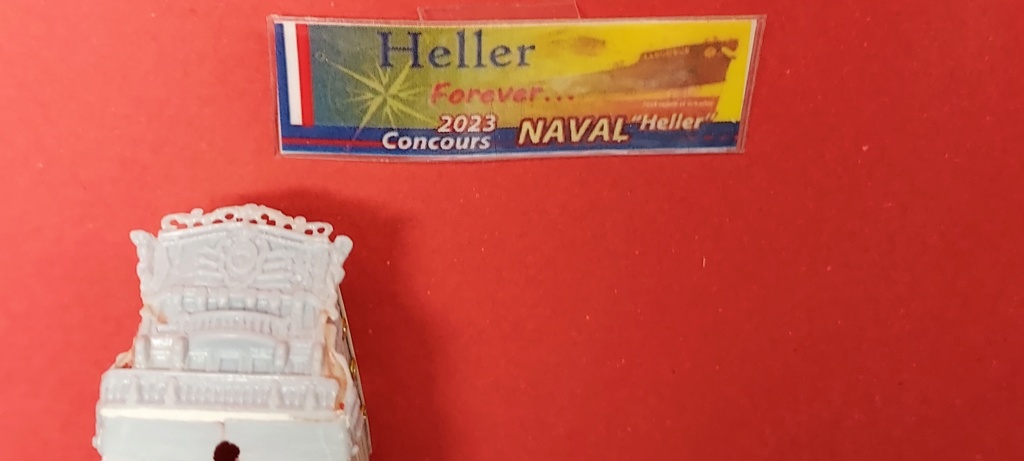 Heller
Forever...
2023
Concours NAVAL "Heller"